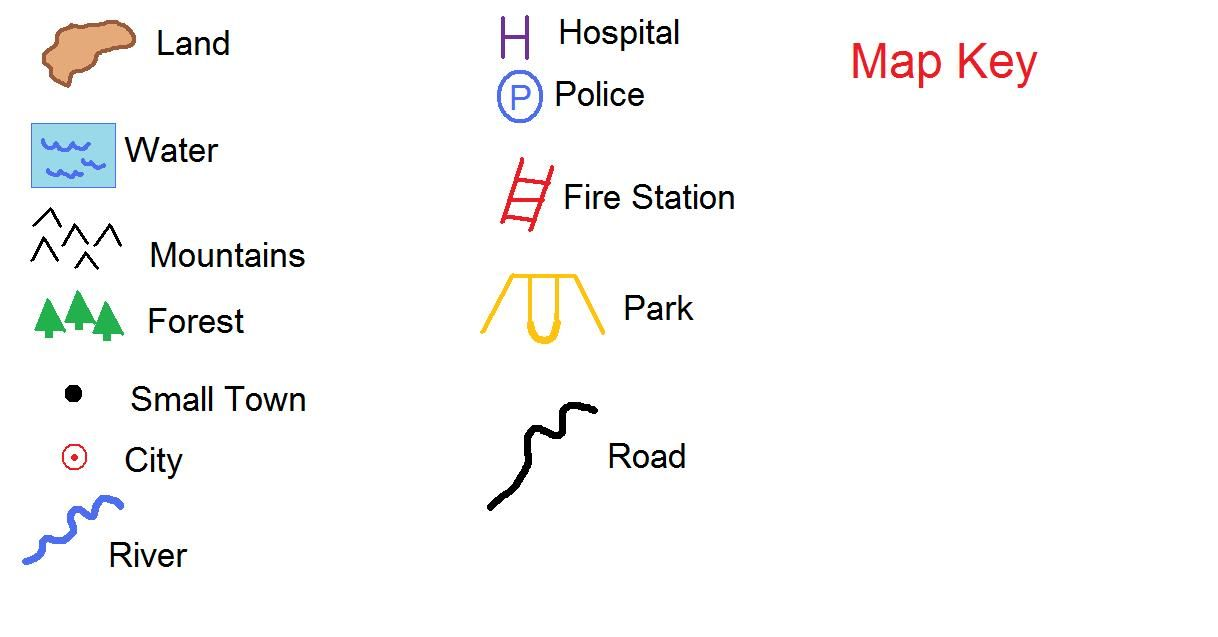 Land
Water
Mountains
Forest
Small Town
City
River
H Hospital
P Police
Fire Station
Park
Road
Map Key